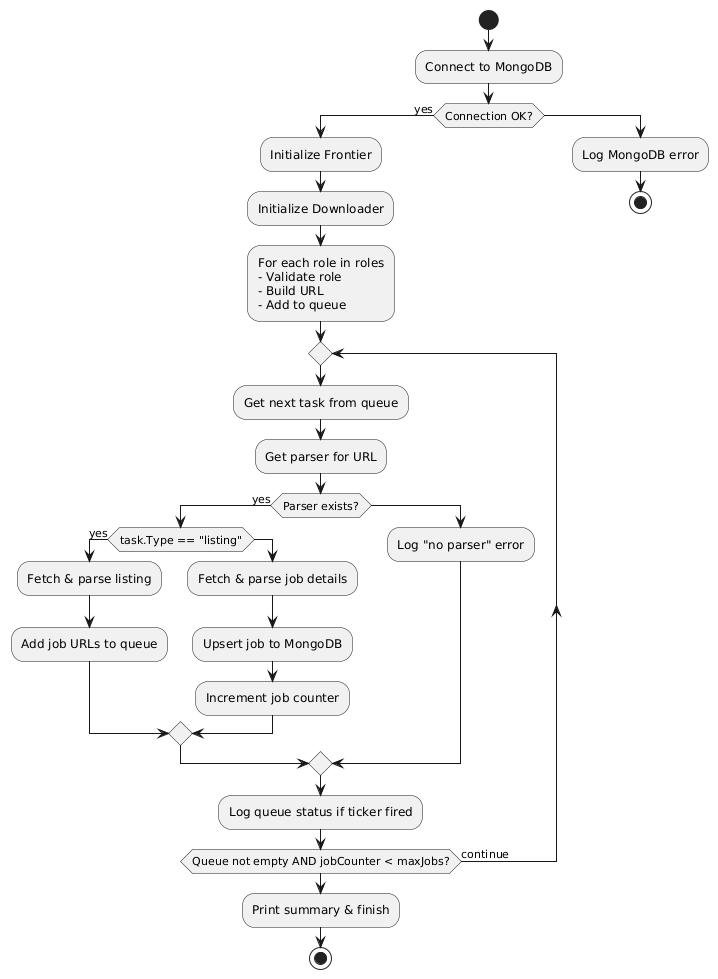 Connect to MongoDB
yes
Connection OK?
Initialize Frontier
Log MongoDB error
Initialize Downloader
For each role in roles
- Validate role
- Build URL
- Add to queue
Get next task from queue
Get parser for URL
yes
Parser exists?
yes
task.Type == "listing"
Log "no parser" error
Fetch & parse listing
Fetch & parse job details
Add job URLs to queue
Upsert job to MongoDB
Increment job counter
Log queue status if ticker fired
Queue not empty AND jobCounter < maxJobs?
continue
Print summary & finish